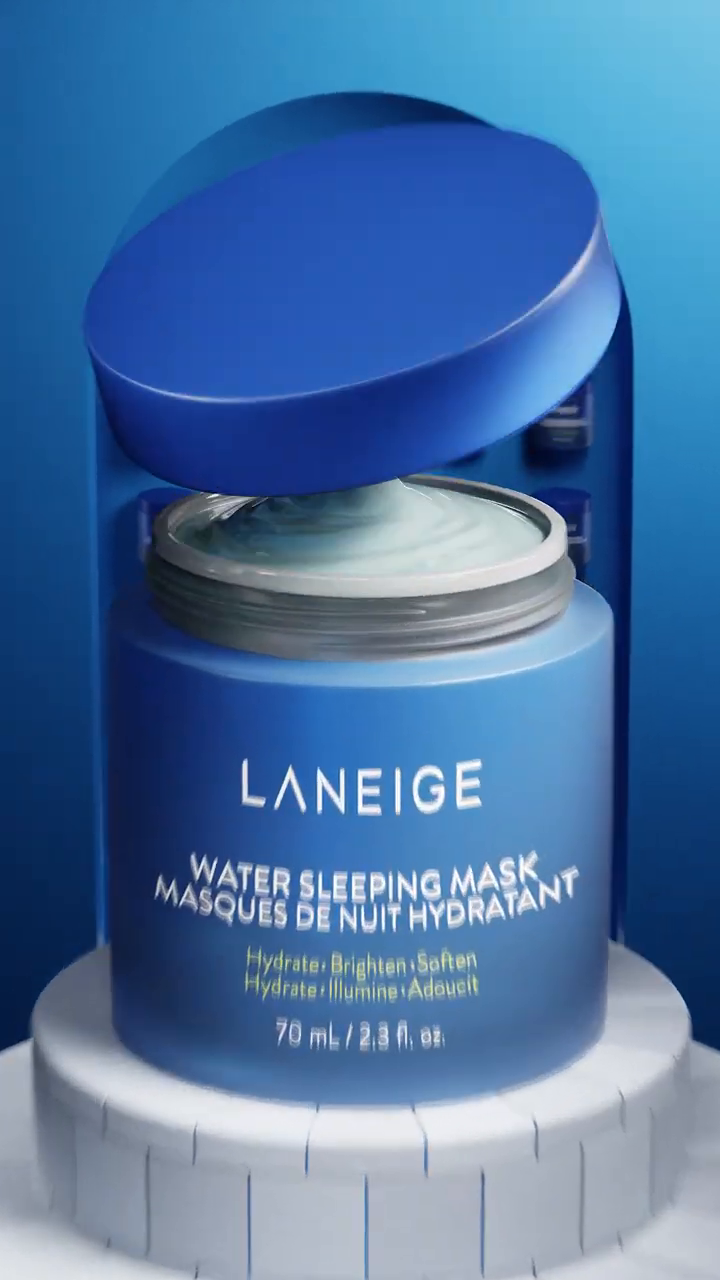 LANEIGE
WATER SLEEPING MASK
MASQUES DE NUIT HYDRATANT
Hydrate · Brighten · Soften
Hydrate · Illumine · Adoucit
70 mL / 2.3 fl. oz.